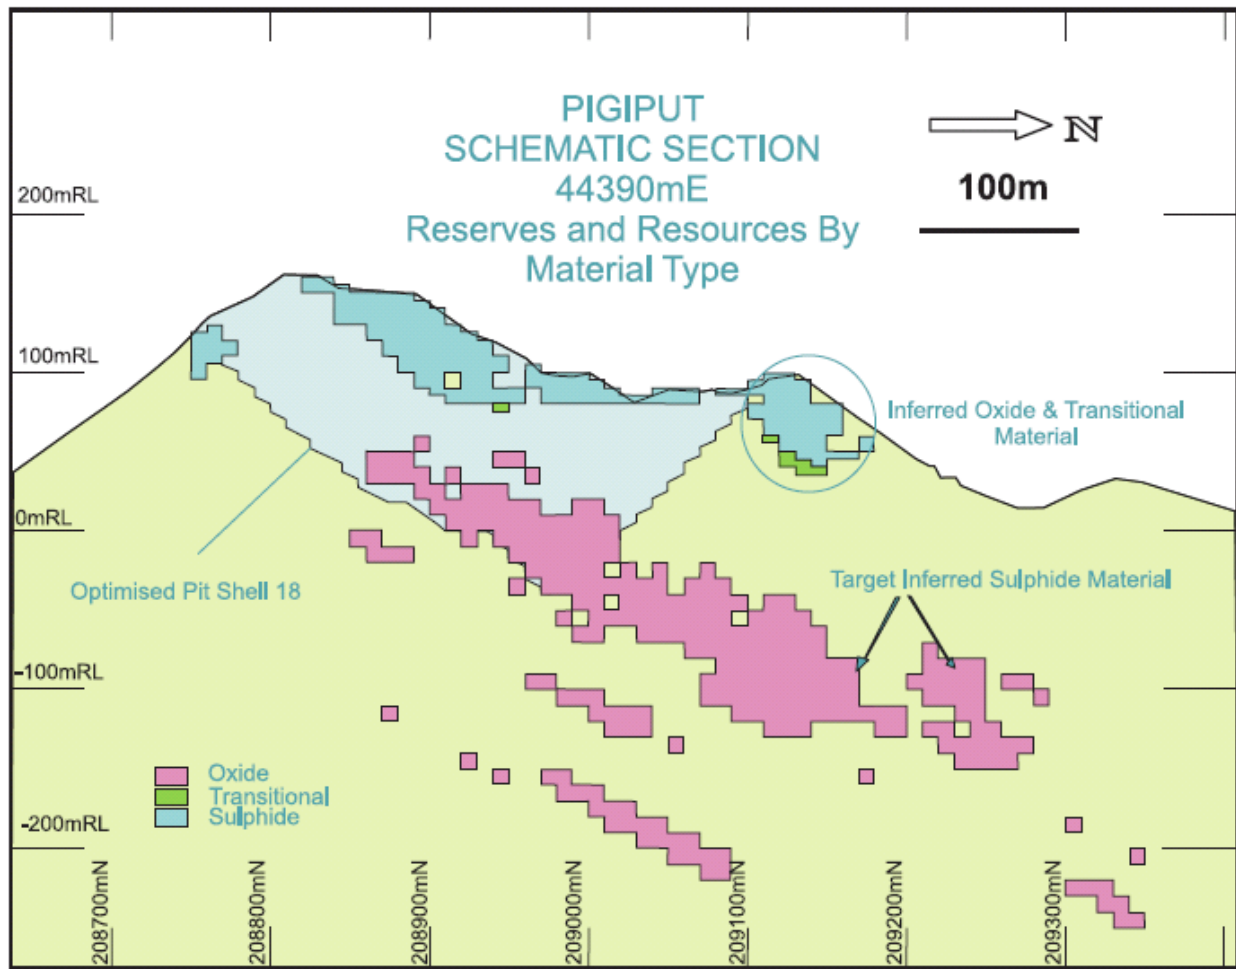 PIGIPUT
SCHEMATIC SECTION
44390mE
Reserves and Resources By
Material Type
N
100m
200mRL
100mRL
0mRL
-100mRL
-200mRL
Inferred Oxide & Transitional
Material
Optimised Pit Shell 18
Target Inferred Sulphide Material
Oxide
Transitional
Sulphide
208700mN
208800mN
208900mN
209000mN
209100mN
209200mN
209300mN